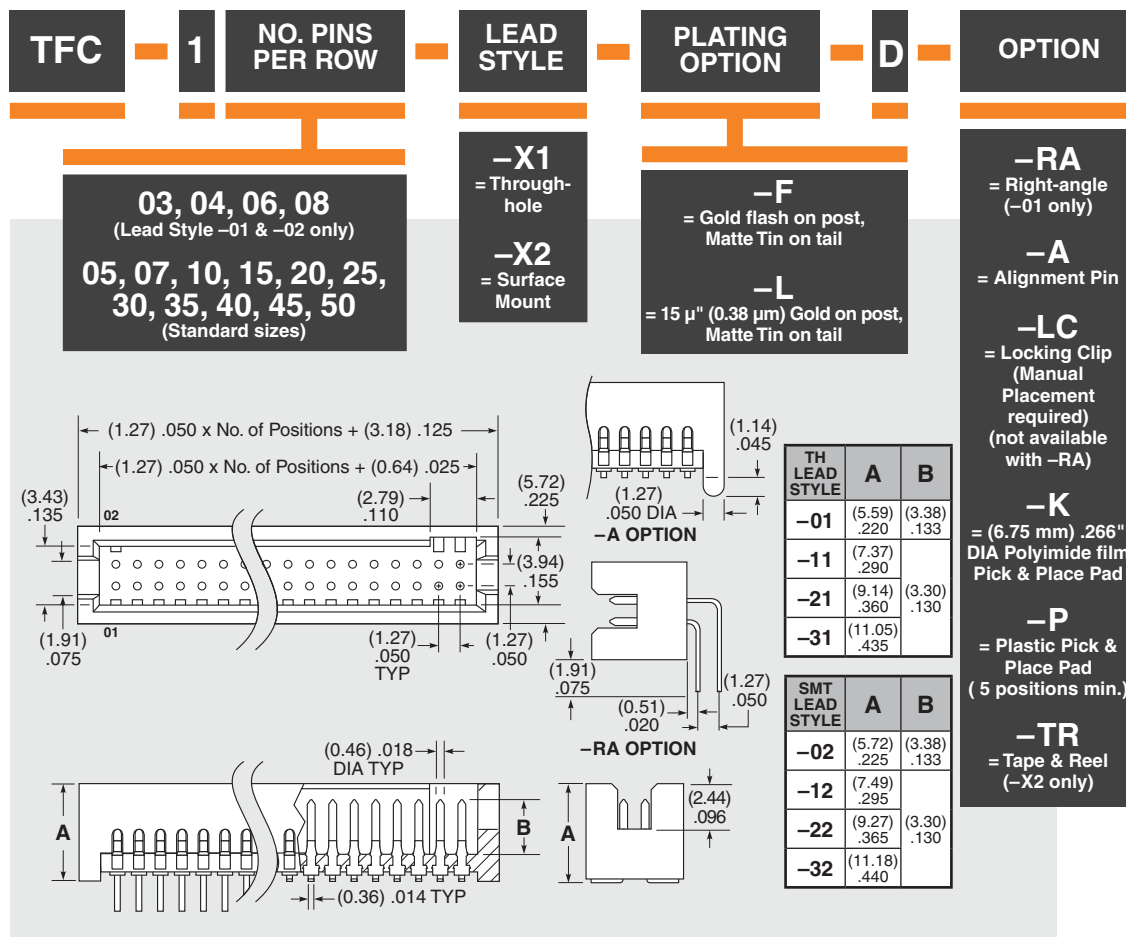 TFC
1
NO. PINS
PER ROW
LEAD
STYLE
PLATING
OPTION
D
OPTION
03, 04, 06, 08
(Lead Style –01 & –02 only)
05, 07, 10, 15, 20, 25,
30, 35, 40, 45, 50
(Standard sizes)
–X1
= Through-
hole
–X2
= Surface
Mount
–F
= Gold flash on post,
Matte Tin on tail
–L
= 15 µ" (0.38 µm) Gold on post,
Matte Tin on tail
–RA
= Right-angle
(–01 only)
–A
= Alignment Pin
–LC
= Locking Clip
(Manual
Placement
required)
(not available
with –RA)
–K
= (6.75 mm) .266"
DIA Polyimide film
Pick & Place Pad
–P
= Plastic Pick &
Place Pad
( 5 positions min.)
–TR
= Tape & Reel
(–X2 only)
(1.27) .050 x No. of Positions + (3.18) .125
(1.27) .050 x No. of Positions + (0.64) .025
(3.43)
.135
02
(2.79)
.110
(5.72)
.225
(3.94)
.155
01
(1.91)
.075
(1.27)
.050
TYP
(1.27)
.050
(1.14)
.045
(1.27)
.050 DIA
–A OPTION
(1.91)
.075
(0.51)
.020
(1.27)
.050
–RA OPTION
(0.46) .018
DIA TYP
A
B
(0.36) .014 TYP
A
(2.44)
.096
TH
LEAD
STYLE
A
B
–01
(5.59)
.220
(3.38)
.133
–11
(7.37)
.290
–21
(9.14)
.360
(3.30)
.130
–31
(11.05)
.435
SMT
LEAD
STYLE
A
B
–02
(5.72)
.225
(3.38)
.133
–12
(7.49)
.295
–22
(9.27)
.365
(3.30)
.130
–32
(11.18)
.440